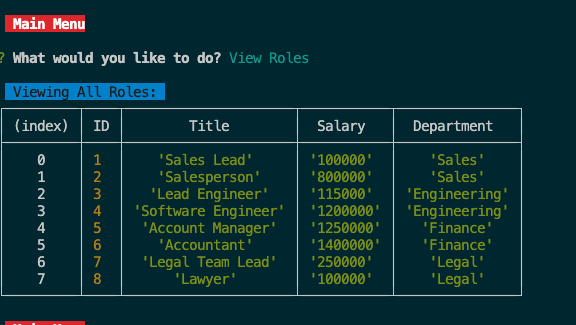 Main Menu
? What would you like to do? View Roles
Viewing All Roles:
(index) ID Title Salary Department
0 1 'Sales Lead' '100000' 'Sales'
1 2 'Salesperson' '800000' 'Sales'
2 3 'Lead Engineer' '115000' 'Engineering'
3 4 'Software Engineer' '1200000' 'Engineering'
4 5 'Account Manager' '1250000' 'Finance'
5 6 'Accountant' '1400000' 'Finance'
6 7 'Legal Team Lead' '250000' 'Legal'
7 8 'Lawyer' '100000' 'Legal'